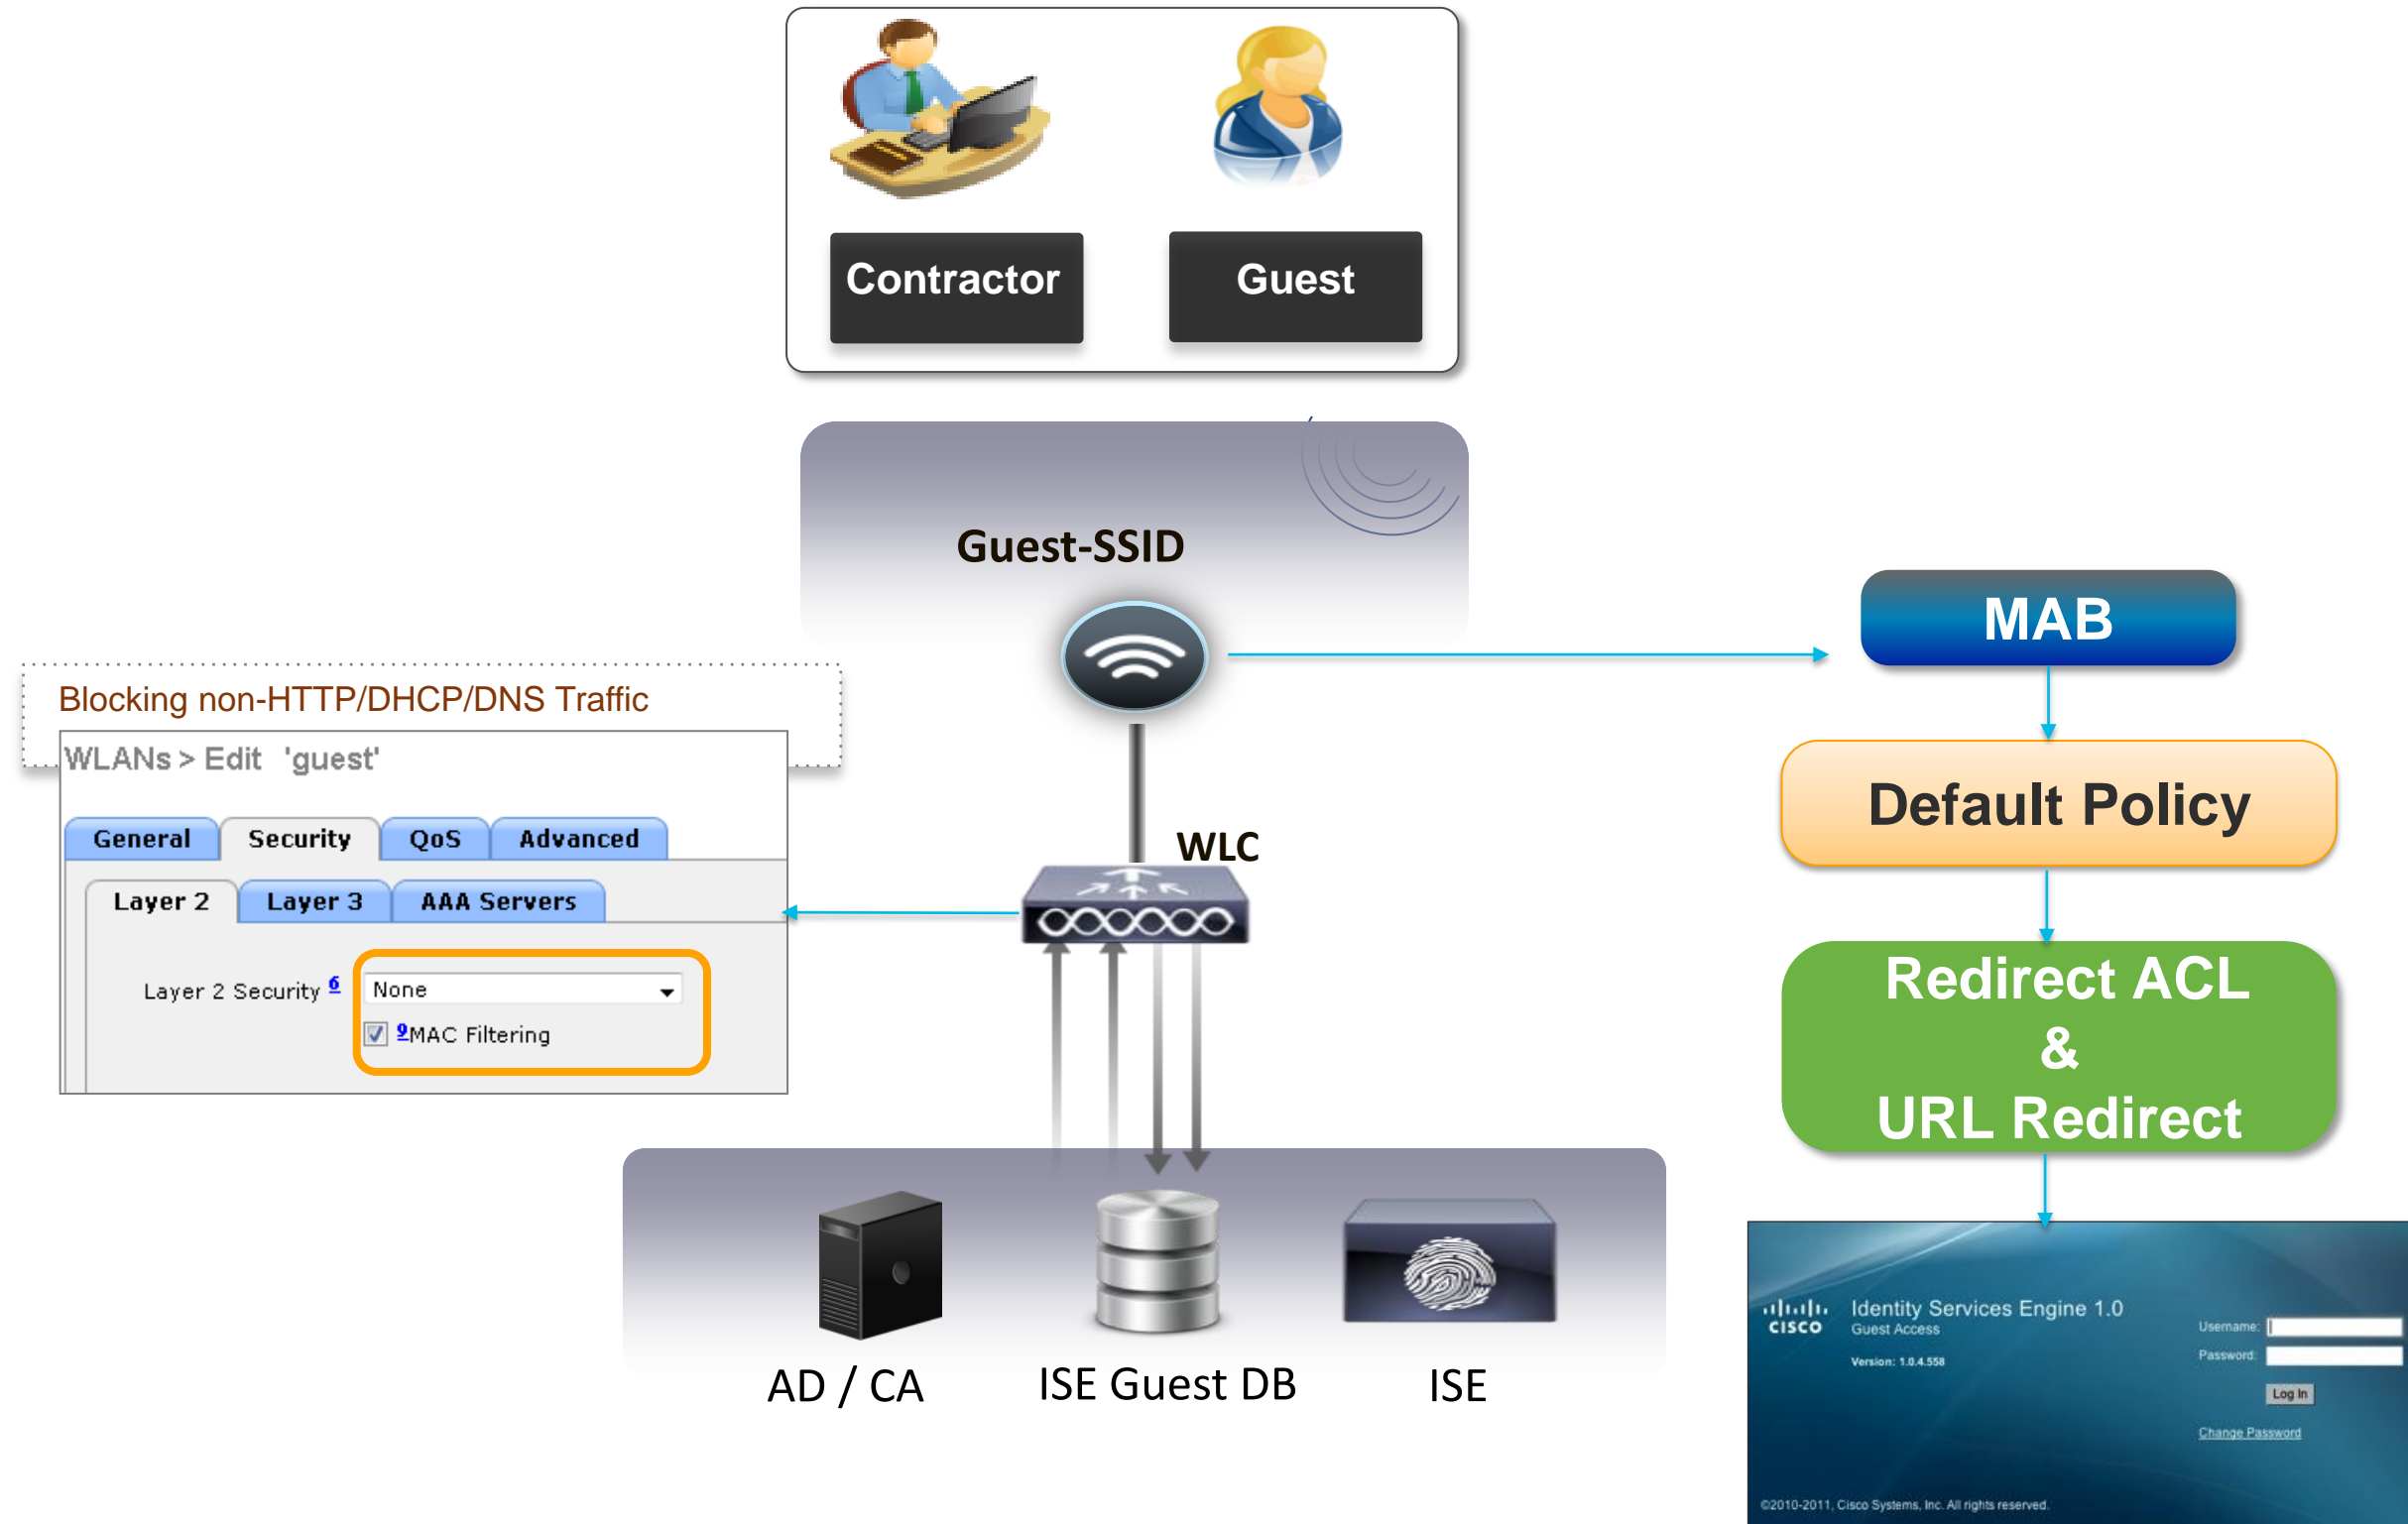 Contractor
Guest
Guest-SSID
MAB
Blocking non-HTTP/DHCP/DNS Traffic
WLANs > Edit 'guest'
General Security QoS Advanced
Layer 2 Layer 3 AAA Servers
Layer 2 Security 6 None
9MAC Filtering
WLC
Default Policy
Redirect ACL
&
URL Redirect
AD / CA
ISE Guest DB
ISE
CISCO
Identity Services Engine 1.0
Guest Access
Version: 1.0.4.558
Username:
Password:
Log In
Change Password
©2010-2011, Cisco Systems, Inc. All rights reserved.